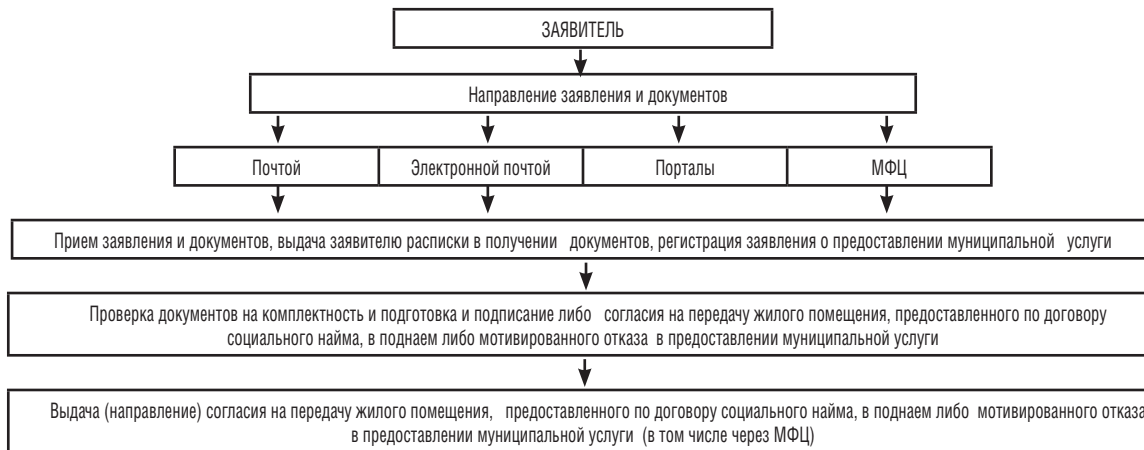 ЗАЯВИТЕЛЬ
Направление заявления и документов
Почтой
Электронной почтой
Порталы
МФЦ
Прием заявления и документов, выдача заявителю расписки в получении документов, регистрация заявления о предоставлении муниципальной услуги
Проверка документов на комплектность и подготовка и подписание либо согласия на передачу жилого помещения, предоставленного по договору
социального найма, в поднаем либо мотивированного отказа в предоставлении муниципальной услуги
Выдача (направление) согласия на передачу жилого помещения, предоставленного по договору социального найма, в поднаем либо мотивированного отказа
в предоставлении муниципальной услуги (в том числе через МФЦ)